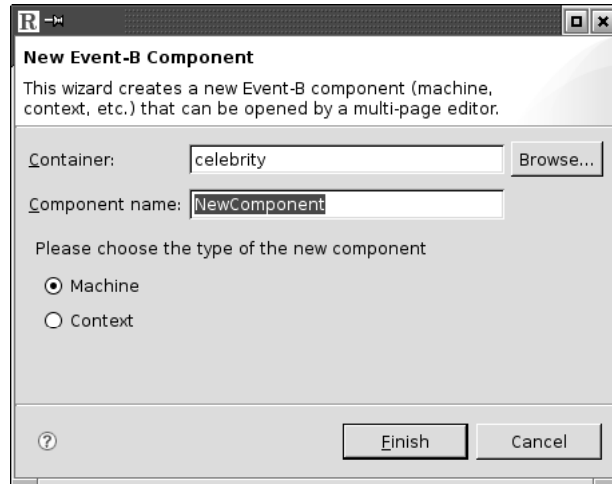 R
New Event-B Component
This wizard creates a new Event-B component (machine,
context, etc.) that can be opened by a multi-page editor.
Container: celebrity Browse...
Component name: NewComponent
Please choose the type of the new component
Machine
Context
? Finish Cancel